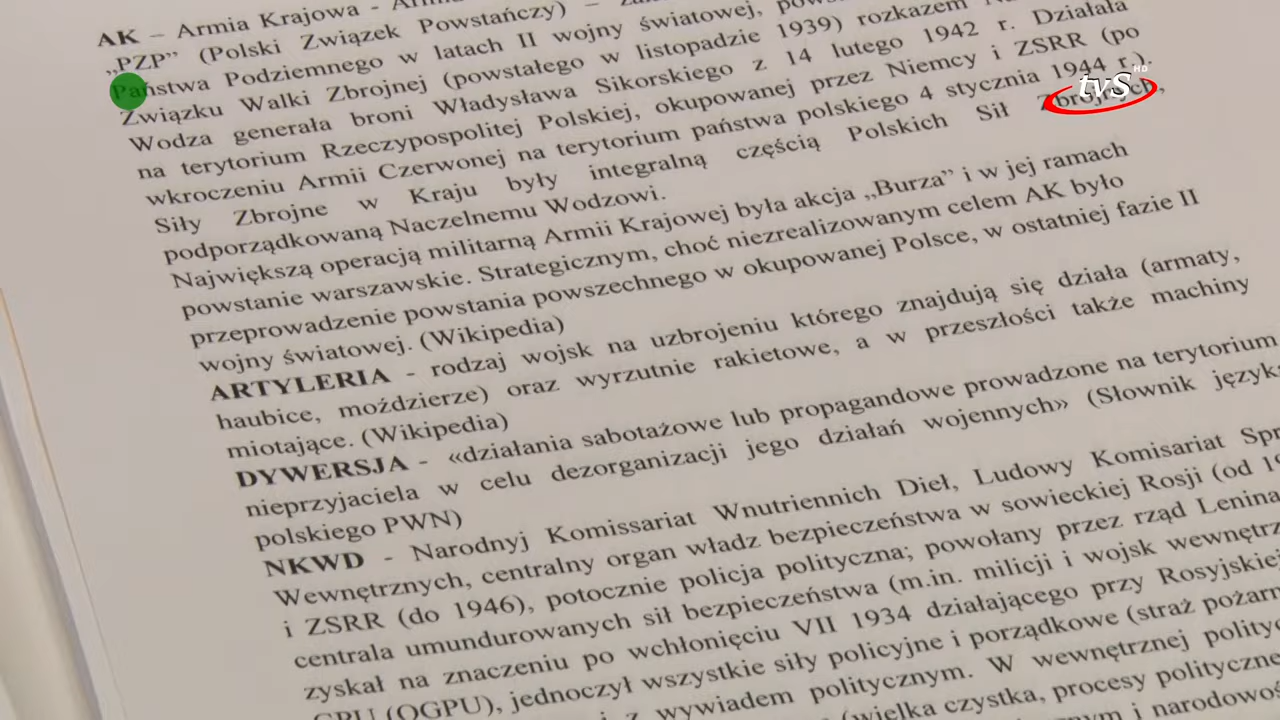 AK – Armia Krajowa -
„PZP” (Polski Związek Powstańczy) –
Państwa Podziemnego w latach II wojny światowej,
Związku Walki Zbrojnej (powstałego w listopadzie 1939) rozkazem
Wodza generała broni Władysława Sikorskiego z 14 lutego 1942 r. Działała
na terytorium Rzeczypospolitej Polskiej, okupowanej przez Niemcy i ZSRR (po
wkroczeniu Armii Czerwonej na terytorium państwa polskiego 4 stycznia 1944 r.).
Siły Zbrojne w Kraju były integralną częścią Polskich Sił Zbrojnych,
podporządkowaną Naczelnemu Wodzowi.
Największą operacją militarną Armii Krajowej była akcja „Burza” i w jej ramach
powstanie warszawskie. Strategicznym, choć niezrealizowanym celem AK było
przeprowadzenie powstania powszechnego w okupowanej Polsce, w ostatniej fazie II
wojny światowej. (Wikipedia)
ARTYLERIA - rodzaj wojsk na uzbrojeniu którego znajdują się działa (armaty,
haubice, moździerze) oraz wyrzutnie rakietowe, a w przeszłości także machiny
miotające. (Wikipedia)
DYWERSJA - «działania sabotażowe lub propagandowe prowadzone na terytorium
nieprzyjaciela w celu dezorganizacji jego działań wojennych» (Słownik języka
polskiego PWN)
NKWD - Narodnyj Komissariat Wnutriennich Dieł, Ludowy Komisariat
Wewnętrznych, centralny organ władz bezpieczeństwa w sowieckiej Rosji (od
i ZSRR (do 1946), potocznie policja polityczna; powołany przez rząd Lenina
centrala umundurowanych sił bezpieczeństwa (m.in. milicji i wojsk
zyskał na znaczeniu po wchłonięciu VII 1934 działającego przy
GPU (OGPU), jednoczył wszystkie siły policyjne i porządkowe (straż
i z wywiadem politycznym. W wewnętrznej
(wielka czystka, procesy
tvS HD